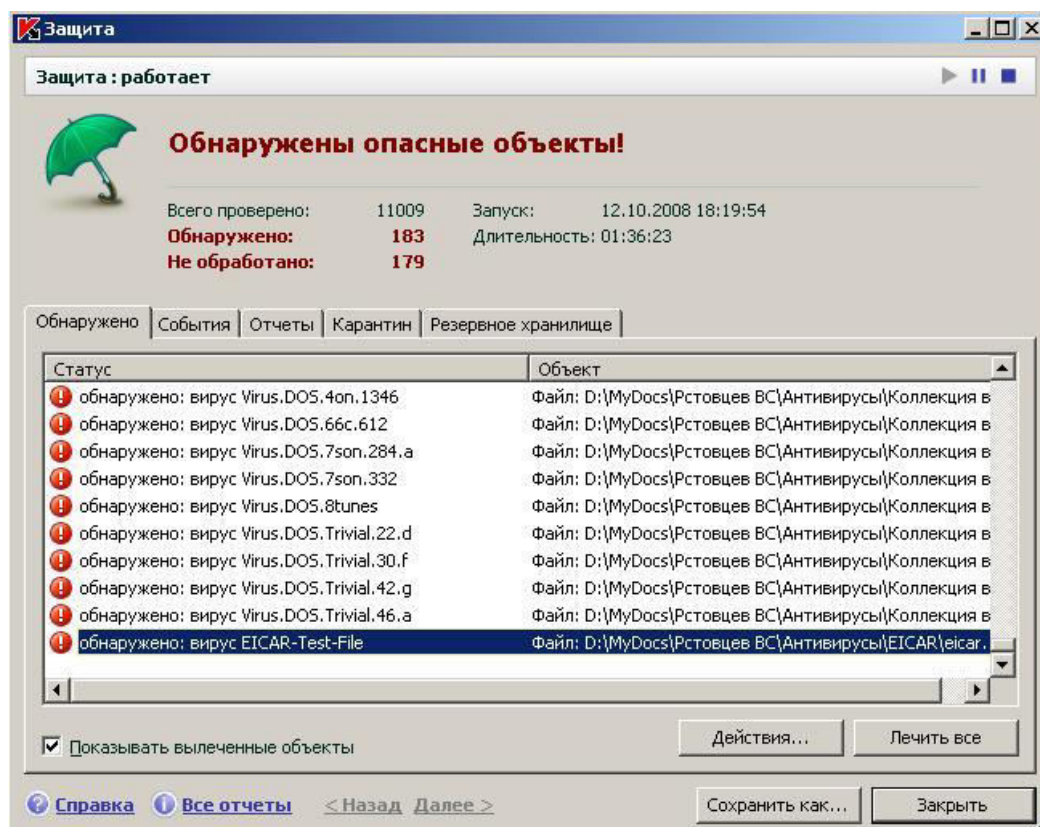 Защита
Защита : работает
Обнаружены опасные объекты!
Всего проверено: 11009 Запуск: 12.10.2008 18:19:54
Обнаружено: 183 Длительность: 01:36:23
Не обработано: 179
Обнаружено События Отчеты Карантин Резервное хранилище
Статус Объект
обнаружено: вирус Virus.DOS.4on.1346 Файл: D:\MyDocs\Рстовцев ВС\Антивирусы\Коллекция в
обнаружено: вирус Virus.DOS.66c.612 Файл: D:\MyDocs\Рстовцев ВС\Антивирусы\Коллекция в
обнаружено: вирус Virus.DOS.7son.284.a Файл: D:\MyDocs\Рстовцев ВС\Антивирусы\Коллекция в
обнаружено: вирус Virus.DOS.7son.332 Файл: D:\MyDocs\Рстовцев ВС\Антивирусы\Коллекция в
обнаружено: вирус Virus.DOS.8tunes Файл: D:\MyDocs\Рстовцев ВС\Антивирусы\Коллекция в
обнаружено: вирус Virus.DOS.Trivial.22.d Файл: D:\MyDocs\Рстовцев ВС\Антивирусы\Коллекция в
обнаружено: вирус Virus.DOS.Trivial.30.f Файл: D:\MyDocs\Рстовцев ВС\Антивирусы\Коллекция в
обнаружено: вирус Virus.DOS.Trivial.42.g Файл: D:\MyDocs\Рстовцев ВС\Антивирусы\Коллекция в
обнаружено: вирус Virus.DOS.Trivial.46.a Файл: D:\MyDocs\Рстовцев ВС\Антивирусы\Коллекция в
обнаружено: вирус EICAR-Test-File Файл: D:\MyDocs\Рстовцев ВС\Антивирусы\EICAR\eicar.
Показывать вылеченные объекты Действия... Лечить все
Справка Все отчеты < Назад Далее > Сохранить как... Закрыть